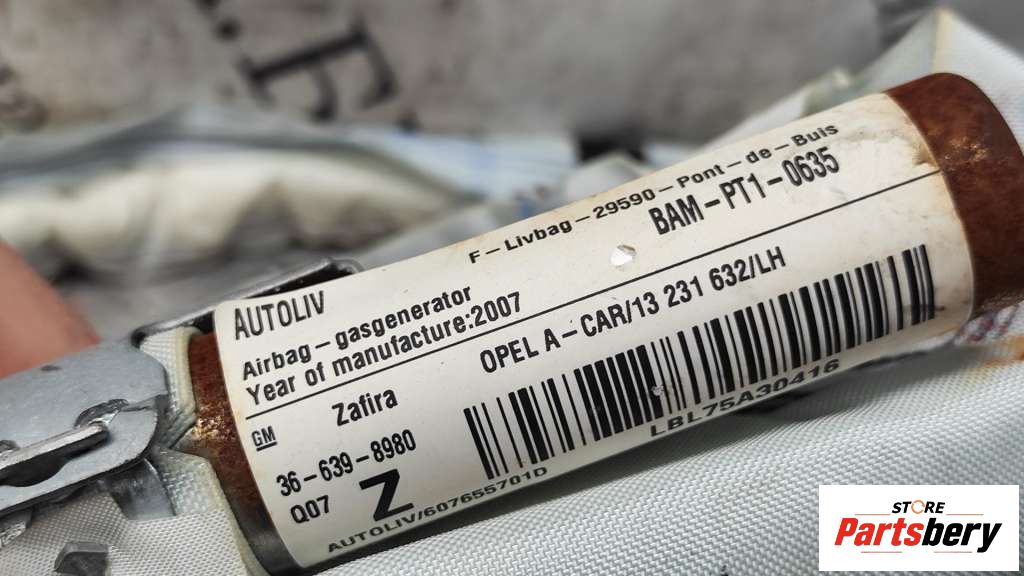 AUTOLIV
F-Livbag-29590-Pont-de-Buis
Airbag-gasgenerator
BAM-PT1-0635
Year of manufacture:2007
GM
Zafira
OPEL A-CAR/13 231 632/LH
36-639-8980
Q07
Z
LBL75A30416
AUTOLIV/607655701D
STORE
Partsbery